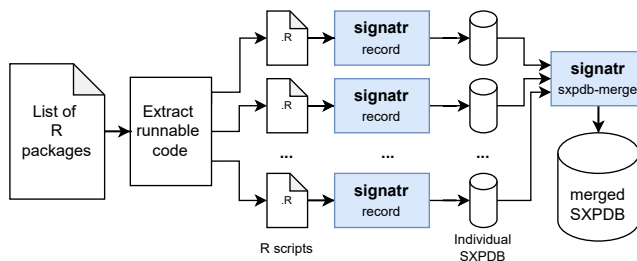 List of
R
packages
Extract
runnable
code
.R
signatr
record
.R
signatr
record
...
...
...
.R
signatr
record
R scripts
Individual
SXPDB
signatr
sxpdb-merge
merged
SXPDB